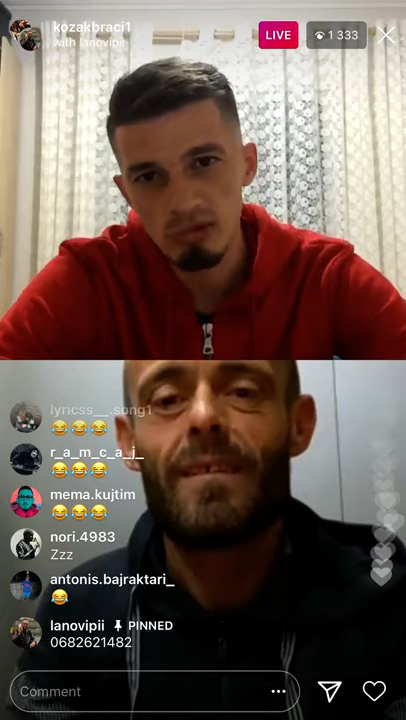 kozakbraci1
with lanovipii
LIVE
1 333
lyricss__.song1
😂😂😂
r_a_m_c_a_j_
😂😂😂
mema.kujtim
😂😂😂
nori.4983
Zzz
antonis.bajraktari_
😂
lanovipii PINNED
0682621482
Comment